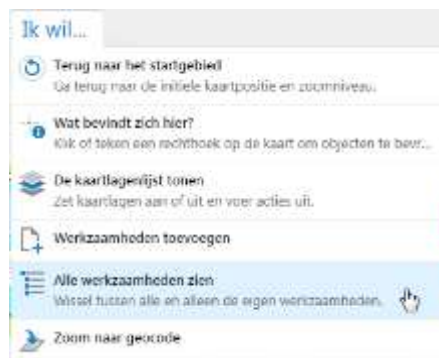 Ik wil...
Terug naar het startgebied
Ga terug naar de initiele kaartpositie en zoomniveau.
Wat bevindt zich hier?
Klik of teken een rechthoek op de kaart om objecten te bevr...
De kaartlagenlijst tonen
Zet kaartlagen aan of uit en voer acties uit.
Werkzaamheden toevoegen
Alle werkzaamheden zien
Wissel tussen alle en alleen de eigen werkzaamheden.
Zoom naar geocode